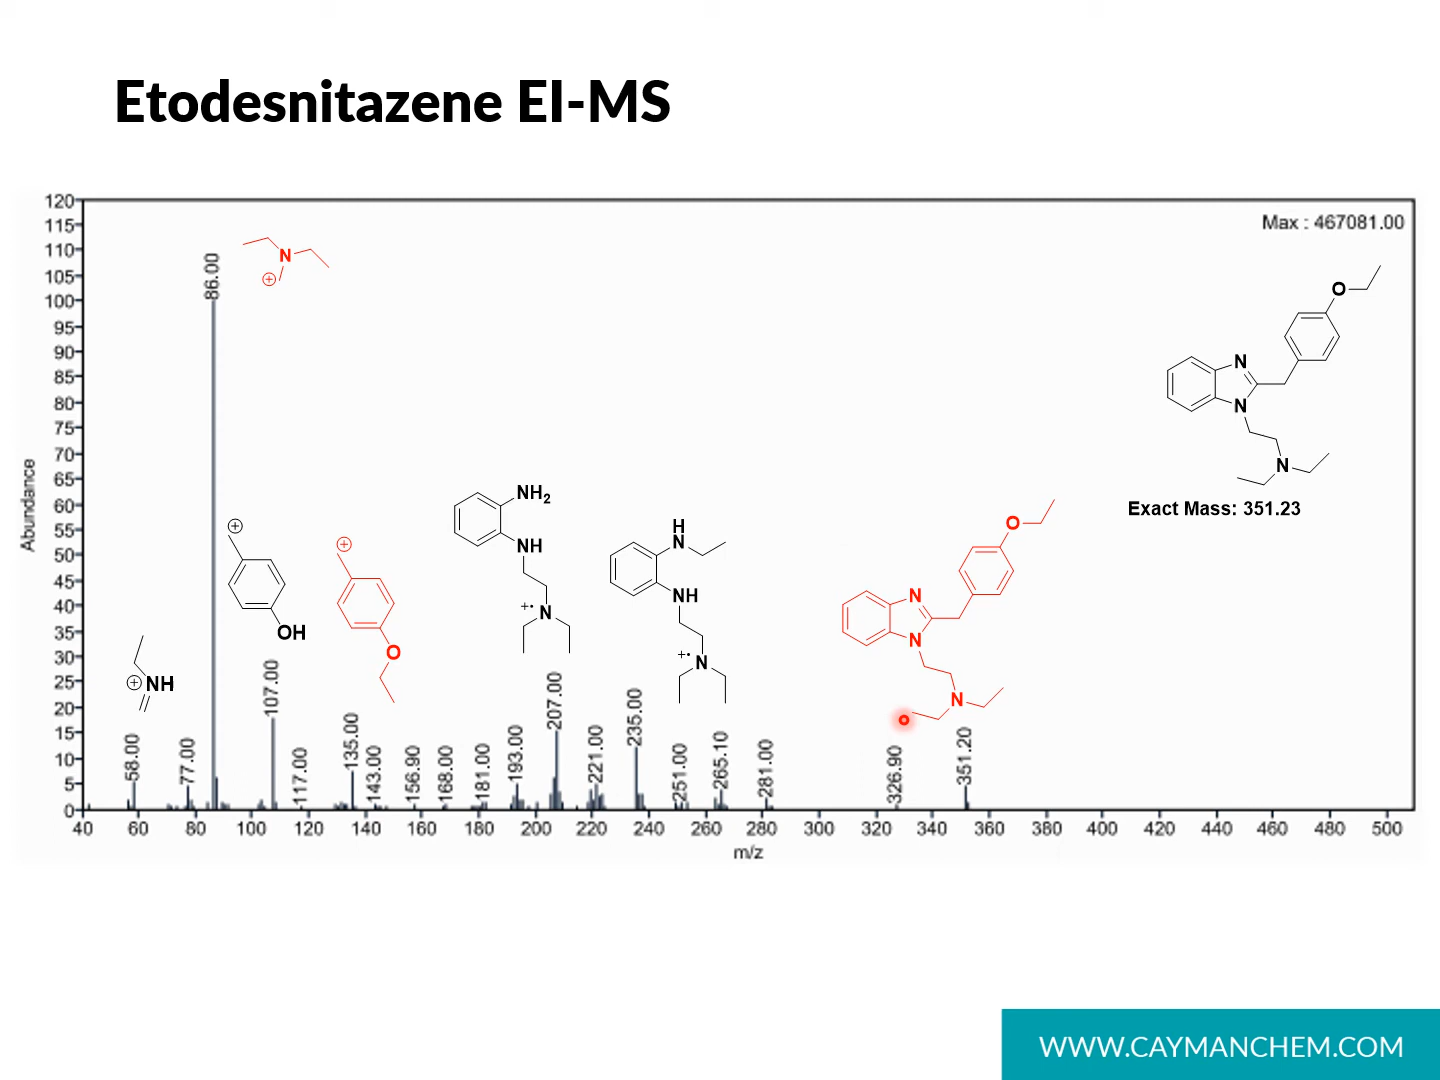 Etodesnitazene EI-MS
Max : 467081.00
Abundance
120
115
110
105
100
95
90
85
80
75
70
65
60
55
50
45
40
35
30
25
20
15
10
5
0
58.00
77.00
86.00
107.00
117.00
135.00
143.00
156.90
168.00
181.00
193.00
207.00
221.00
235.00
251.00
265.10
281.00
326.90
351.20
N
+
+
OH
+
O
+
NH
NH2
NH
+•
N
H
N
NH
+•
N
O
N
N
N
O
N
N
N
Exact Mass: 351.23
40 60 80 100 120 140 160 180 200 220 240 260 280 300 320 340 360 380 400 420 440 460 480 500
m/z
WWW.CAYMANCHEM.COM